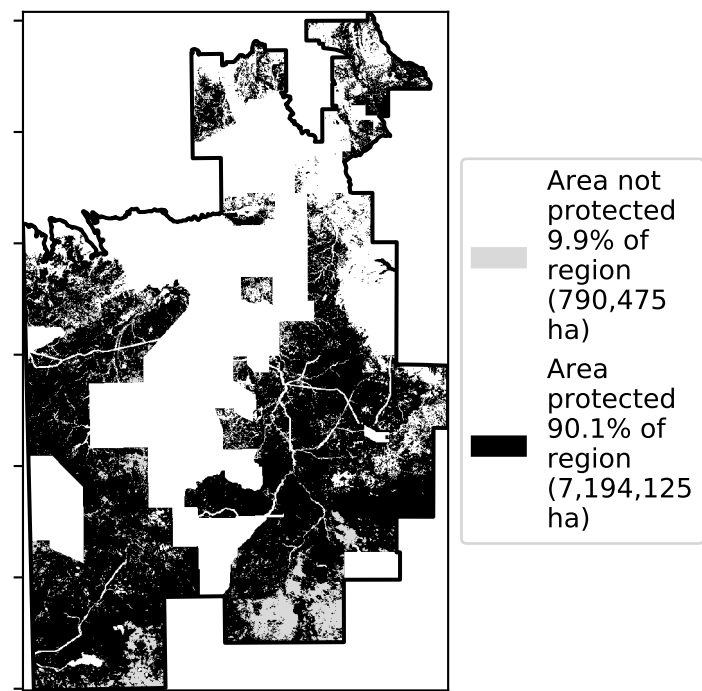 Area not
protected
9.9% of
region
(790,475
ha)
Area
protected
90.1% of
region
(7,194,125
ha)